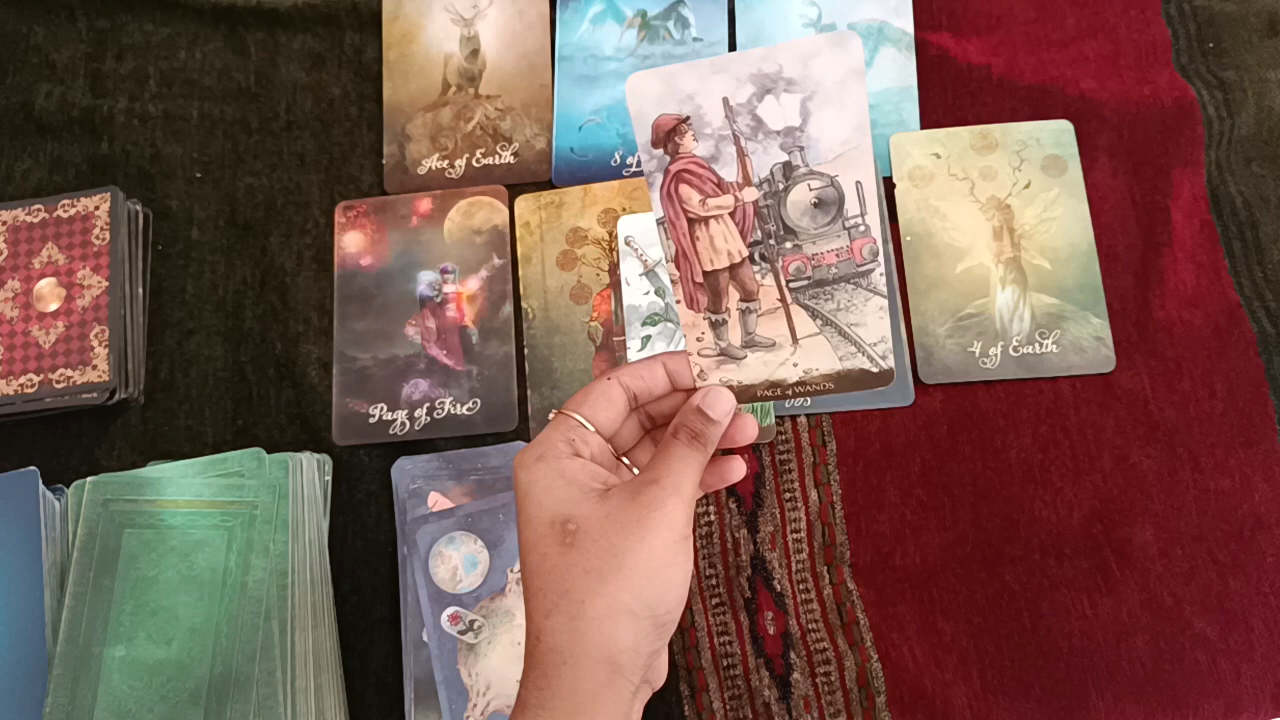 Ace of Earth
8 of
PAGE of WANDS
4 of Earth
Page of Fire